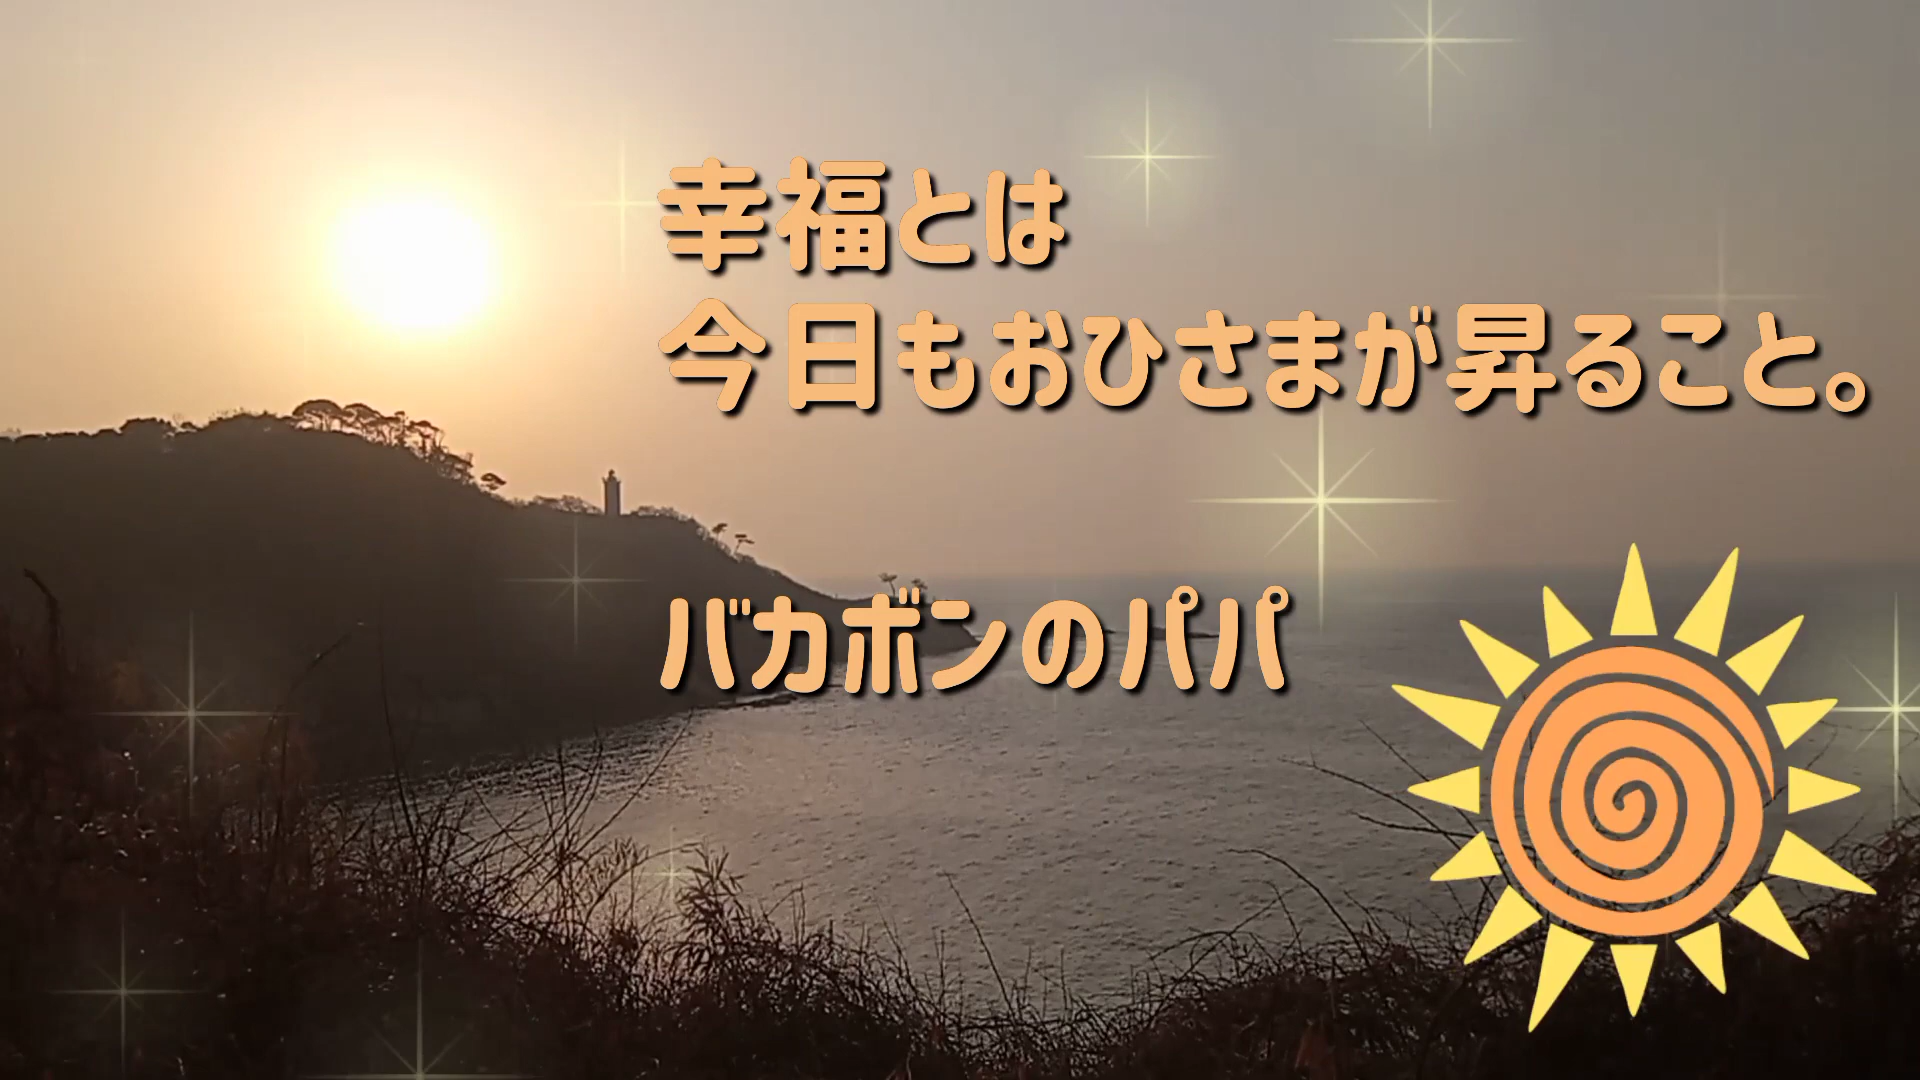 幸福とは
今日もおひさまが昇ること。
バカボンのパパ